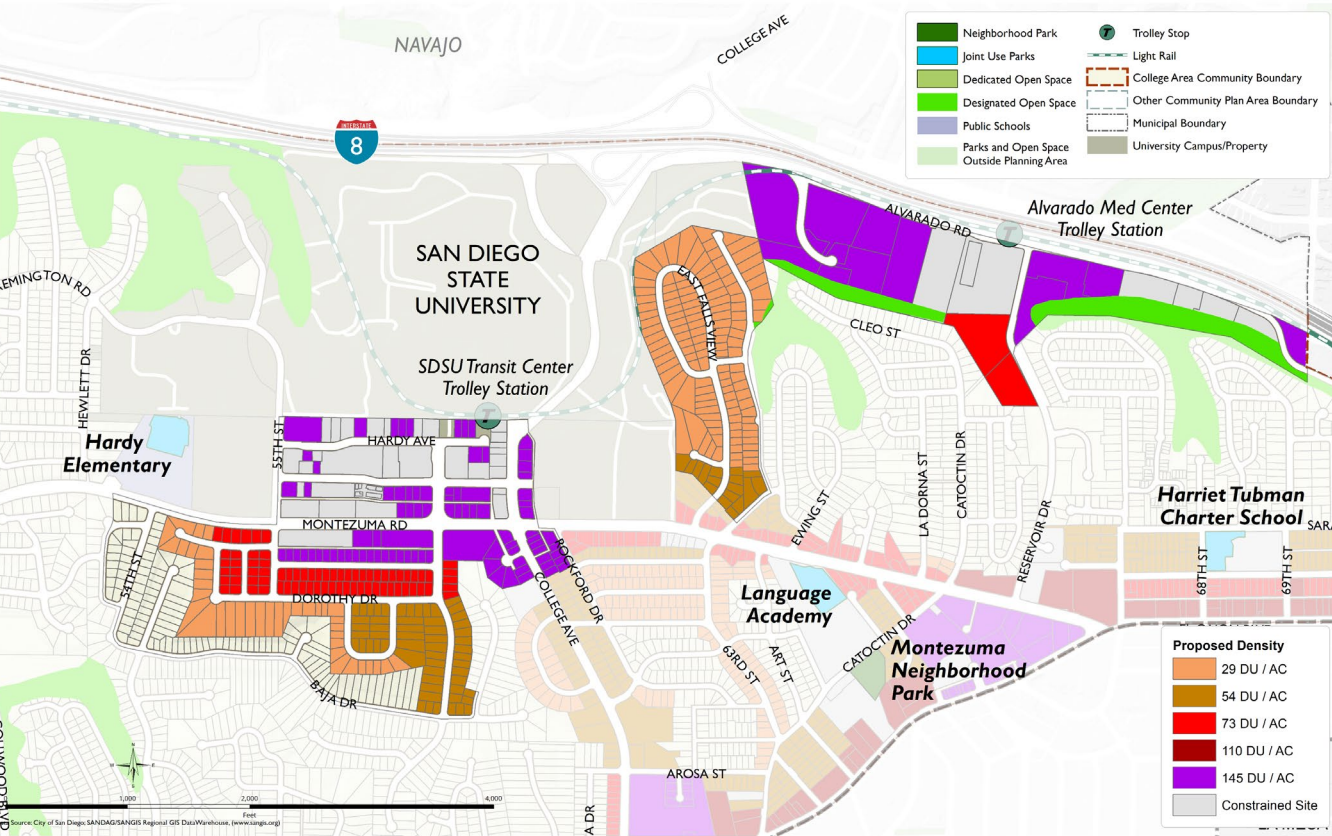 NAVAJO
COLLEGE AVE
INTERSTATE
8
Neighborhood Park
Joint Use Parks
Dedicated Open Space
Designated Open Space
Public Schools
Parks and Open Space
Outside Planning Area
T
Trolley Stop
Light Rail
College Area Community Boundary
Other Community Plan Area Boundary
Municipal Boundary
University Campus/Property
Alvarado Med Center
Trolley Station
T
ALVARADO RD
SAN DIEGO
STATE
UNIVERSITY
EMINGTON RD
EAST FALLS VIEW
CLEO ST
HEWLETT DR
SDSU Transit Center
Trolley Station
T
Hardy
Elementary
55TH ST
HARDY AVE
MONTEZUMA RD
LA DORNA ST
CATOCTIN DR
EWING ST
RESERVOIR DR
Harriet Tubman
Charter School
SARA
68TH ST
69TH ST
54TH ST
DOROTHY DR
ROCKFORD DR
COLLEGE AVE
Language
Academy
CATOCTIN DR
Montezuma
Neighborhood
Park
63RD ST
ART ST
BAJA DR
AROSA ST
A DR
N
W
E
S
1,000
2,000
4,000
Feet
Source: City of San Diego; SANDAG/SANGIS Regional GIS Data Warehouse, (www.sangis.org)
Proposed Density
29 DU / AC
54 DU / AC
73 DU / AC
110 DU / AC
145 DU / AC
Constrained Site